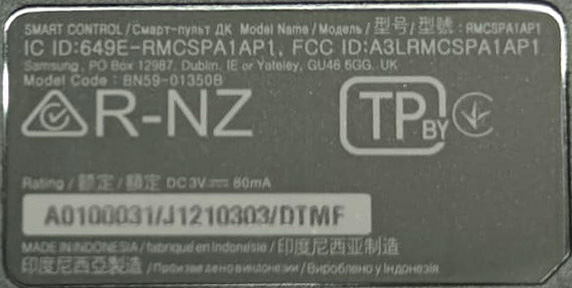 SMART CONTROL / Смарт-пульт ДК Model Name / Модель / 型号 / 型號 : RMCSPA1AP1
IC ID:649E-RMCSPA1AP1, FCC ID:A3LRMCSPA1AP1
Samsung, PO Box 12987, Dublin. IE or Yateley, GU46 6GG. UK
Model Code : BN59-01350B
R-NZ TP BY
Rating / 额定 / 額定 / DC 3V ⎓ 80mA
A0100031/J1210303/DTMF
MADE IN INDONESIA / fabriqué en Indonésie / 印度尼西亚制造
印度尼西亞製造 / Произведено в Индонезии / Вироблено у Індонезія